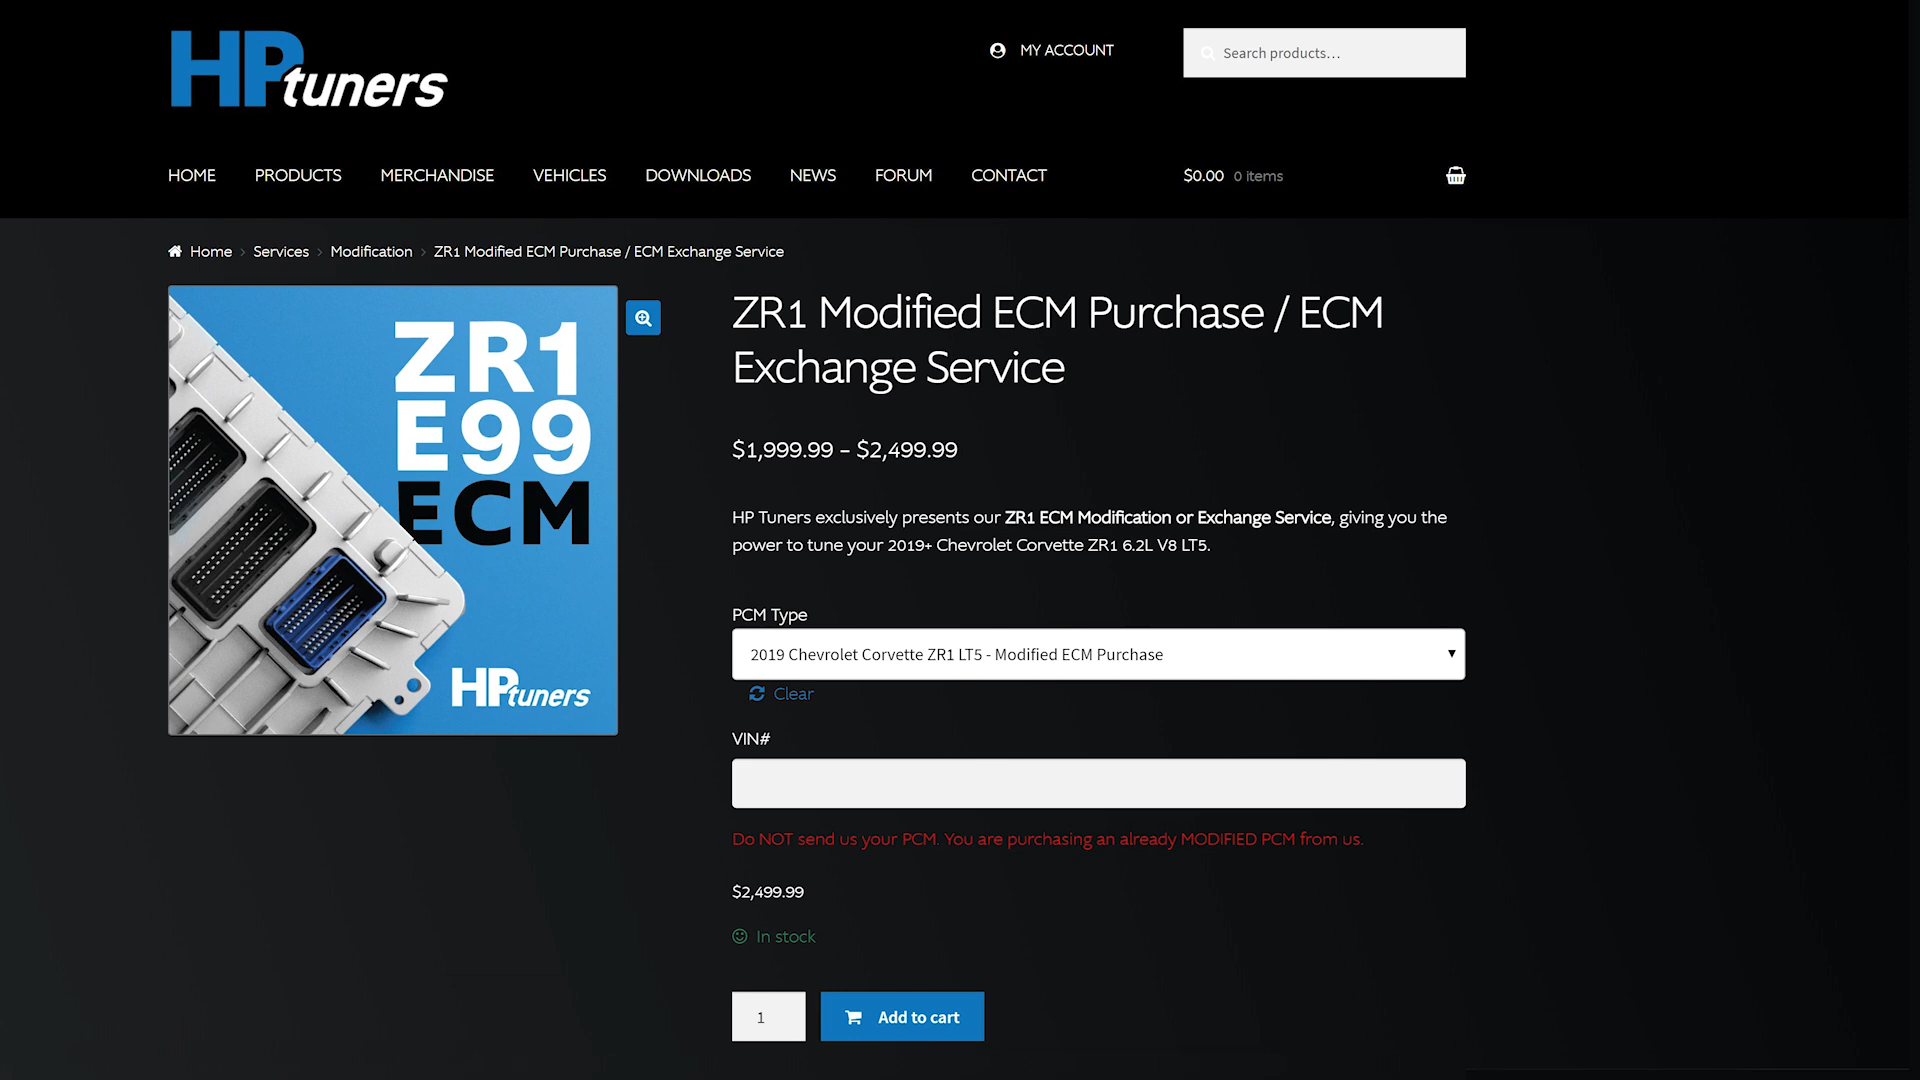 HPtuners
MY ACCOUNT
Search products…
HOME PRODUCTS MERCHANDISE VEHICLES DOWNLOADS NEWS FORUM CONTACT
$0.00 0 items
Home › Services › Modification › ZR1 Modified ECM Purchase / ECM Exchange Service
ZR1
E99
ECM
HPtuners
ZR1 Modified ECM Purchase / ECM
Exchange Service
$1,999.99 – $2,499.99
HP Tuners exclusively presents our ZR1 ECM Modification or Exchange Service, giving you the
power to tune your 2019+ Chevrolet Corvette ZR1 6.2L V8 LT5.
PCM Type
2019 Chevrolet Corvette ZR1 LT5 - Modified ECM Purchase
Clear
VIN#
Do NOT send us your PCM. You are purchasing an already MODIFIED PCM from us.
$2,499.99
In stock
1
Add to cart